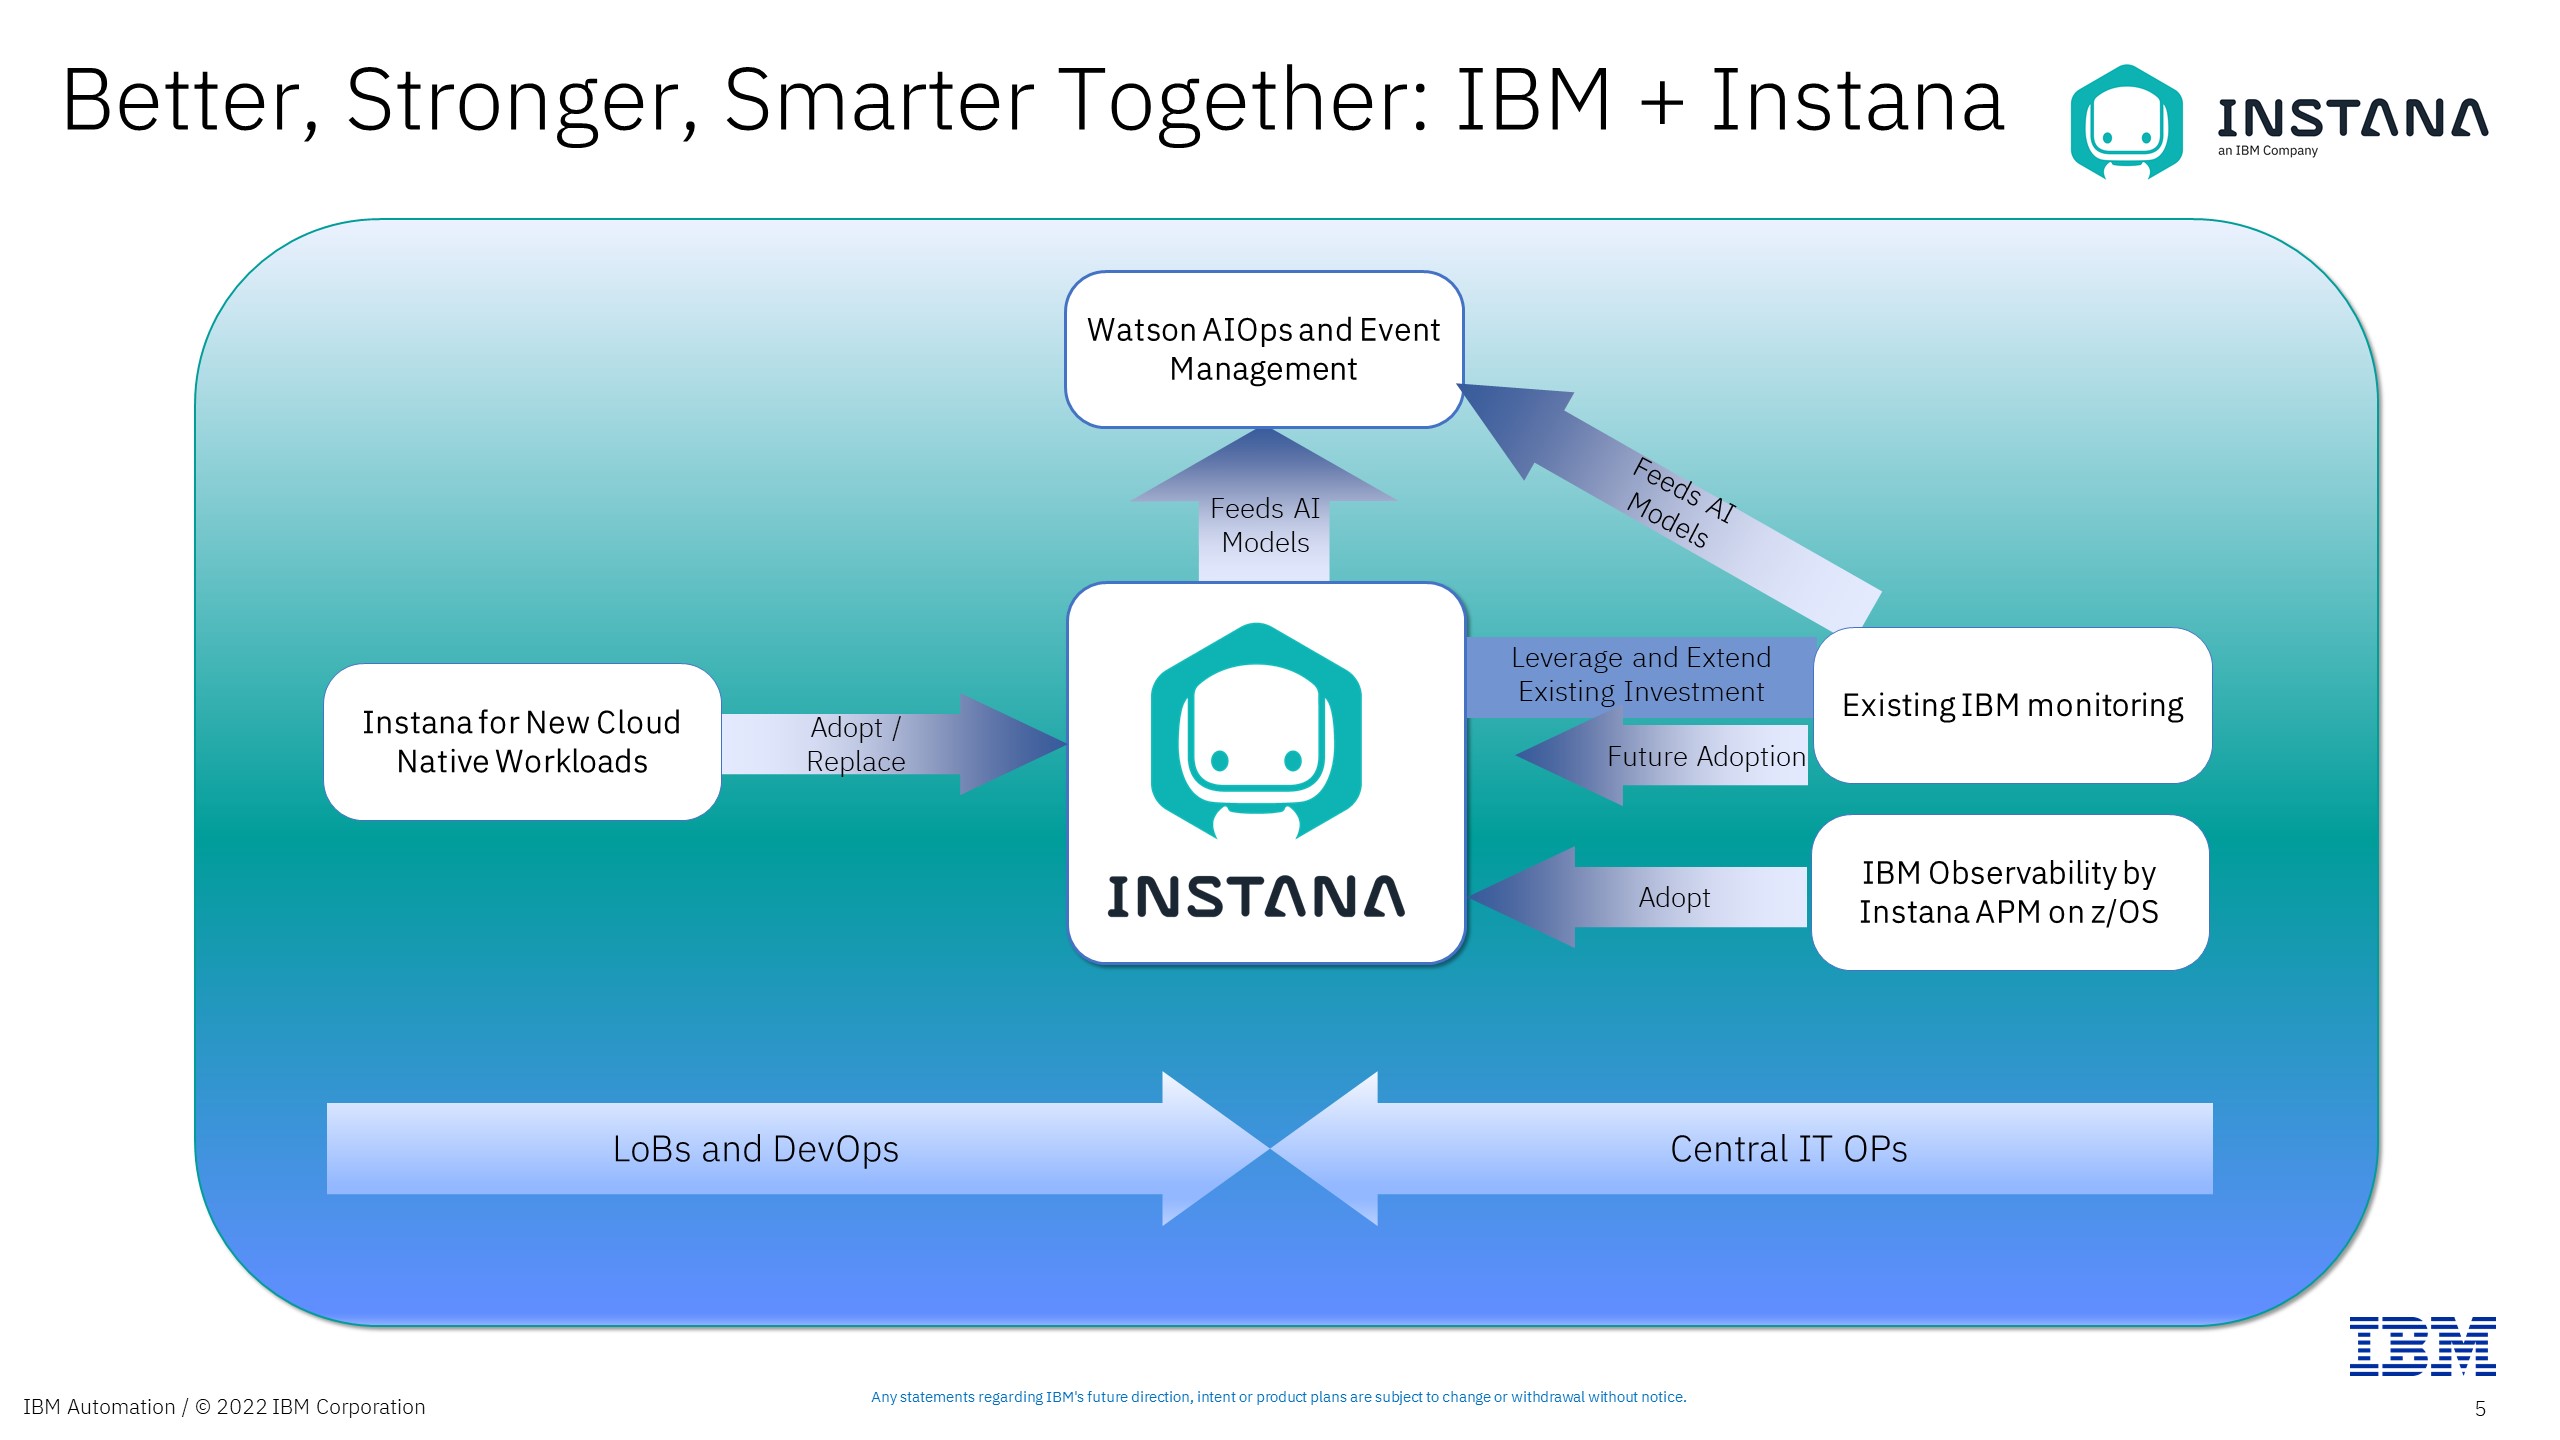 Better, Stronger, Smarter Together: IBM + Instana
INSTANA
an IBM Company
Watson AIOps and Event
Management
Feeds AI
Models
Feeds AI
Models
Instana for New Cloud
Native Workloads
Adopt /
Replace
INSTANA
Leverage and Extend
Existing Investment
Future Adoption
Existing IBM monitoring
Adopt
IBM Observability by
Instana APM on z/OS
LoBs and DevOps
Central IT OPs
IBM
IBM Automation / © 2022 IBM Corporation
Any statements regarding IBM's future direction, intent or product plans are subject to change or withdrawal without notice.
5